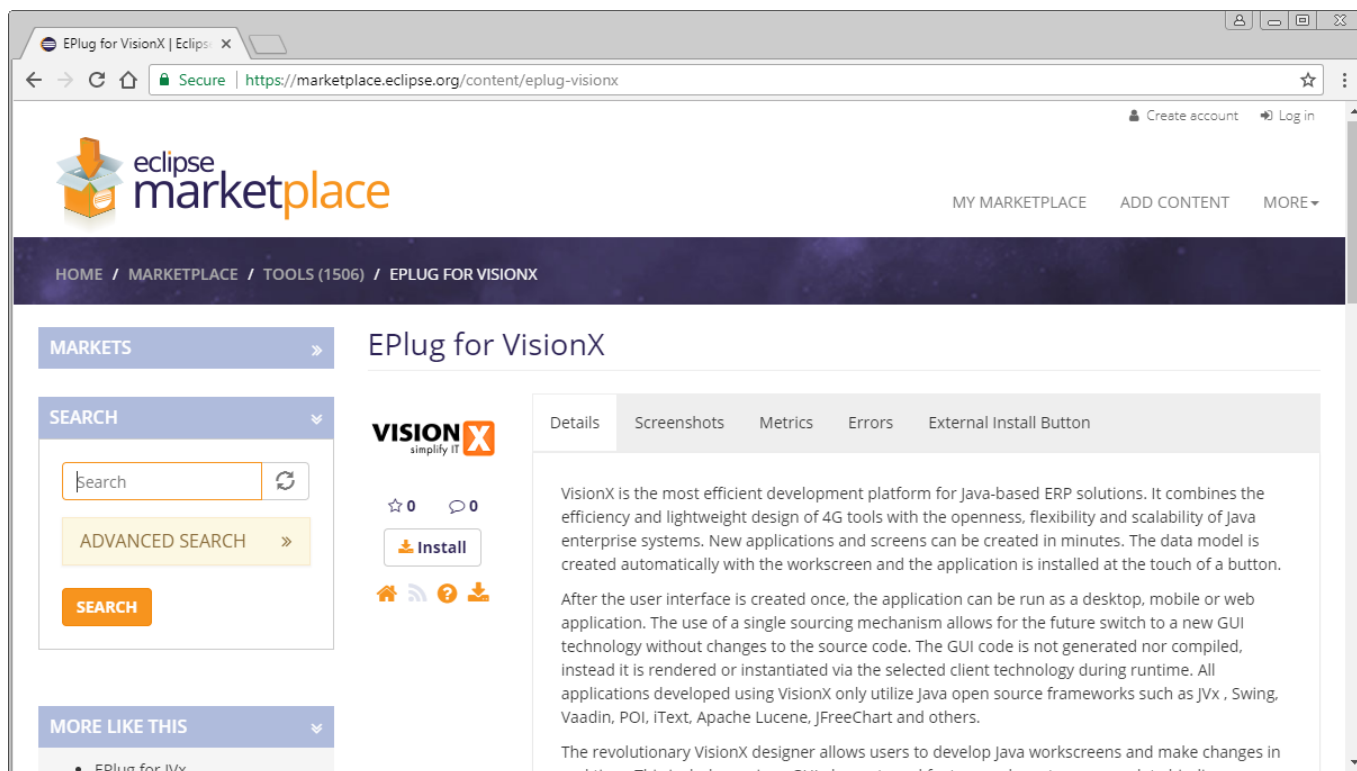 EPlug for VisionX | Eclips
Secure | https://marketplace.eclipse.org/content/eplug-visionx
Create account Log in
eclipse
marketplace
MY MARKETPLACE ADD CONTENT MORE
HOME / MARKETPLACE / TOOLS (1506) / EPLUG FOR VISIONX
MARKETS
SEARCH
Search
ADVANCED SEARCH
SEARCH
MORE LIKE THIS
EPlug for JVx
EPlug for VisionX
VISION X
simplify IT
0 0
Install
Details Screenshots Metrics Errors External Install Button
VisionX is the most efficient development platform for Java-based ERP solutions. It combines the
efficiency and lightweight design of 4G tools with the openness, flexibility and scalability of Java
enterprise systems. New applications and screens can be created in minutes. The data model is
created automatically with the workscreen and the application is installed at the touch of a button.
After the user interface is created once, the application can be run as a desktop, mobile or web
application. The use of a single sourcing mechanism allows for the future switch to a new GUI
technology without changes to the source code. The GUI code is not generated nor compiled,
instead it is rendered or instantiated via the selected client technology during runtime. All
applications developed using VisionX only utilize Java open source frameworks such as JVx , Swing,
Vaadin, POI, iText, Apache Lucene, JFreeChart and others.
The revolutionary VisionX designer allows users to develop Java workscreens and make changes in